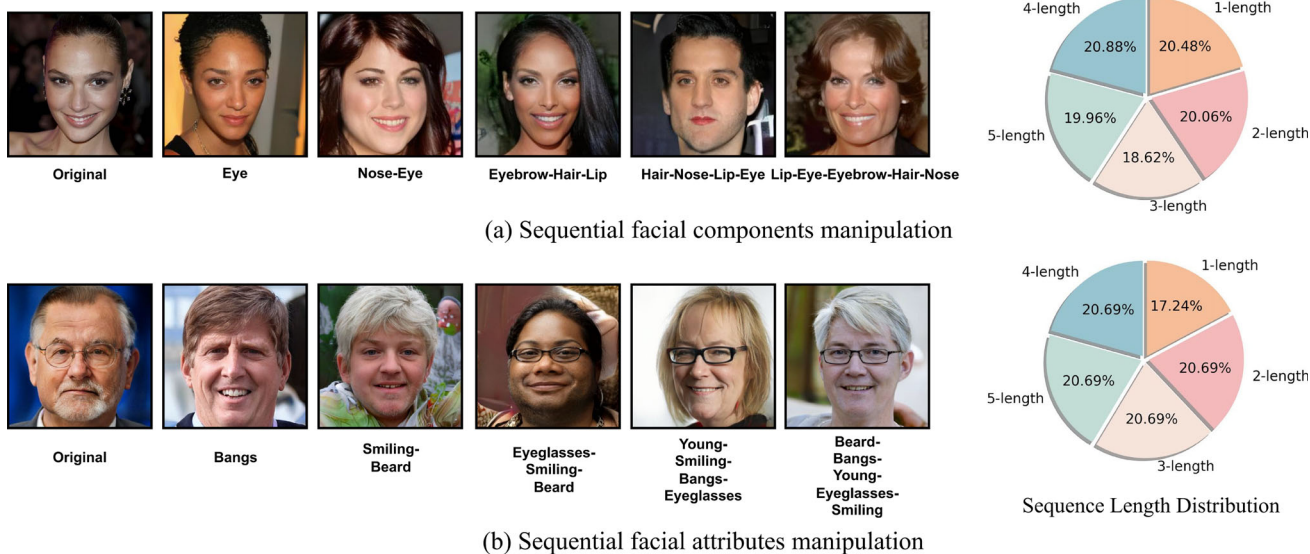 Original
Eye
Nose-Eye
Eyebrow-Hair-Lip
Hair-Nose-Lip-Eye
Lip-Eye-Eyebrow-Hair-Nose
(a) Sequential facial components manipulation
4-length
1-length
20.88%
20.48%
19.96%
20.06%
5-length
2-length
18.62%
3-length
Original
Bangs
Smiling-
Beard
Eyeglasses-
Smiling-
Beard
Young-
Smiling-
Bangs-
Eyeglasses
Beard-
Bangs-
Young-
Eyeglasses-
Smiling
(b) Sequential facial attributes manipulation
4-length
1-length
20.69%
17.24%
20.69%
20.69%
5-length
2-length
20.69%
3-length
Sequence Length Distribution